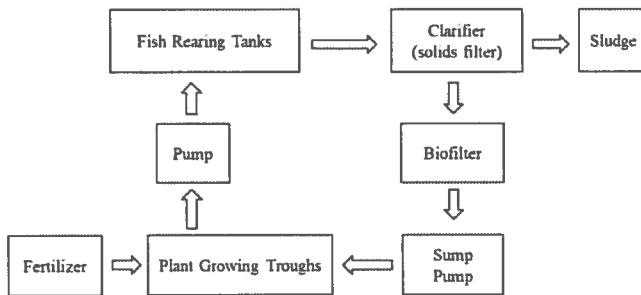 Fish Rearing Tanks
Clarifier
(solids filter)
Sludge
Pump
Biofilter
Fertilizer
Plant Growing Troughs
Sump
Pump